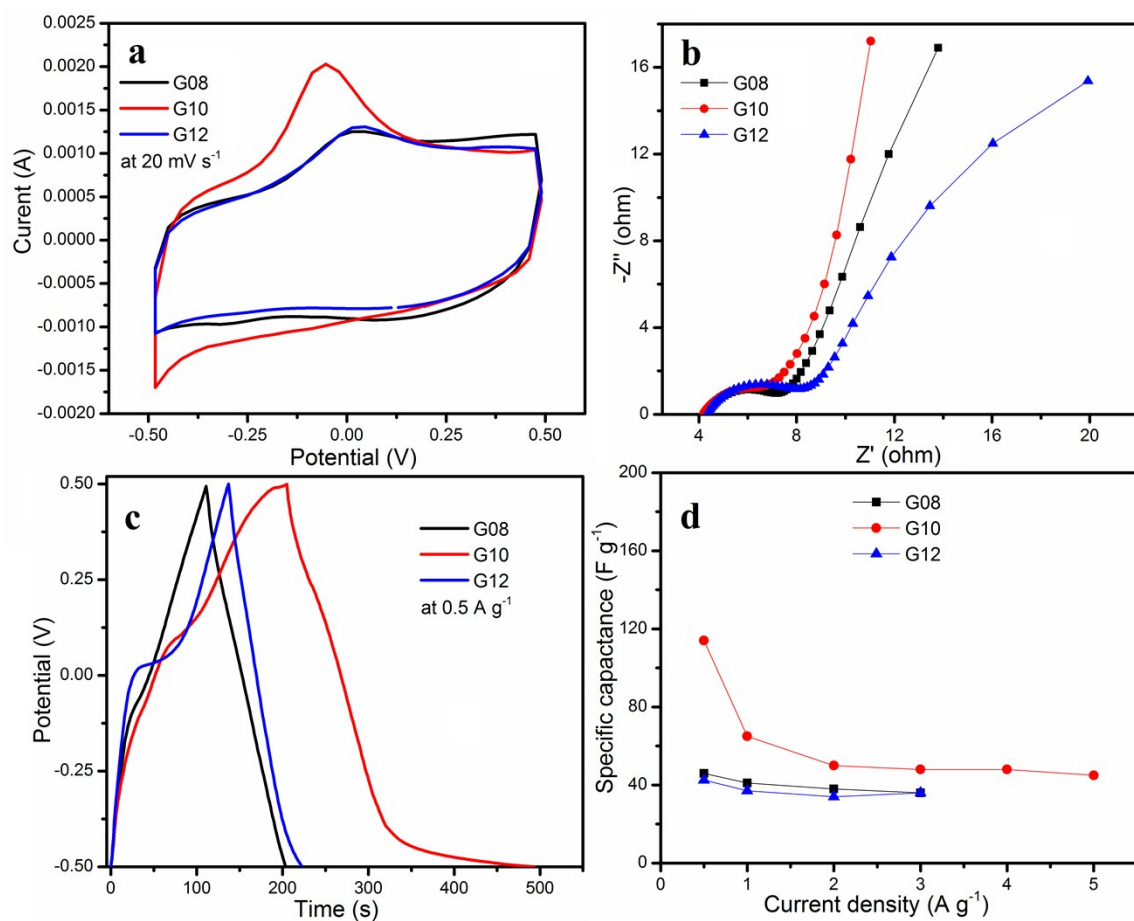 a
G08
G10
G12
at 20 mV s⁻¹
0.0025
0.0020
0.0015
0.0010
0.0005
0.0000
-0.0005
-0.0010
-0.0015
-0.0020
Curent (A)
-0.50 -0.25 0.00 0.25 0.50
Potential (V)
b
G08
G10
G12
16
12
8
4
0
-Z'' (ohm)
4 8 12 16 20
Z' (ohm)
c
G08
G10
G12
at 0.5 A g⁻¹
0.50
0.25
0.00
-0.25
-0.50
Potential (V)
0 100 200 300 400 500
Time (s)
d
G08
G10
G12
200
160
120
80
40
0
Specific capactance (F g⁻¹)
0 1 2 3 4 5
Current density (A g⁻¹)